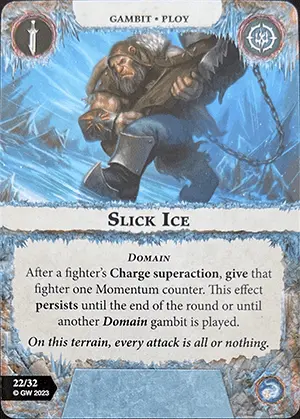 GAMBIT • PLOY
SLICK ICE
DOMAIN
After a fighter's Charge superaction, give that
fighter one Momentum counter. This effect
persists until the end of the round or until
another Domain gambit is played.
On this terrain, every attack is all or nothing.
22/32
© GW 2023